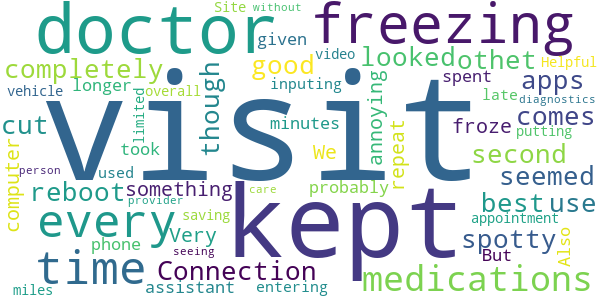 Site without
doctor freezing
given video
completely good looked othet Helpful
vehicle longer though inputing annoying spent apps
limited overall
visit
cut minutes late diagnostics
computer took We repeat froze comes putting
person used second
reboot something probably care seemed
every provider kept best use
saving Very spotty appointment
phone seeing But Also
time Connection medications
miles assistant entering